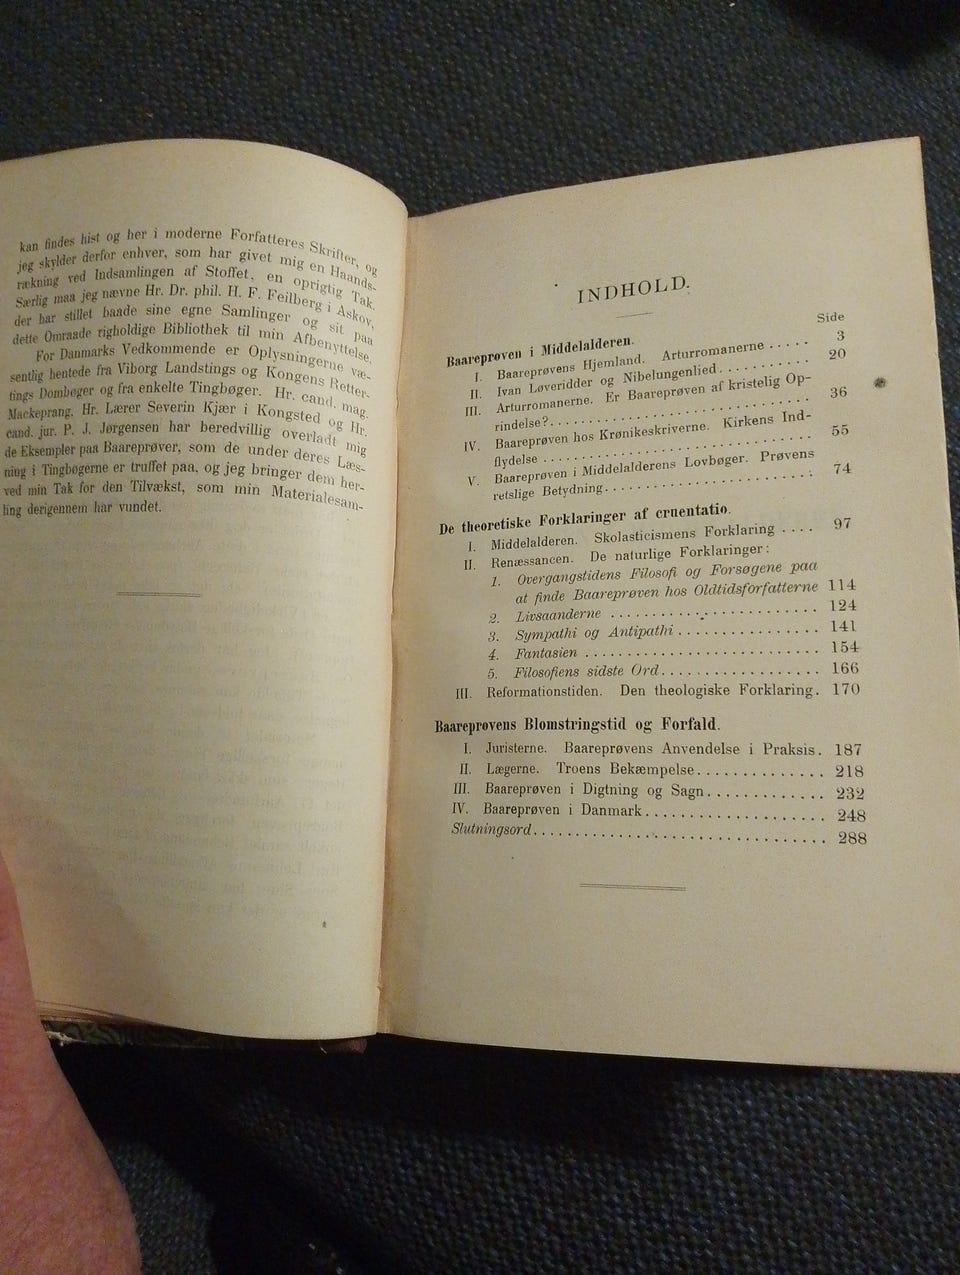 kan findes hist og her i moderne Forfatteres Skrifter, og
jeg skylder derfor enhver, som har givet mig en Haands-
rækning ved Indsamlingen af Stoffet, en oprigtig Tak.
Særlig maa jeg nævne Hr. Dr. phil. H. F. Feilberg i Askov,
der har stillet baade sine egne Samlinger og sit paa
dette Omraade righoldige Bibliothek til min Afbenyttelse.
For Danmarks Vedkommende er Oplysningerne væ-
sentlig hentede fra Viborg Landstings og Kongens Retter-
tings Dombøger og fra enkelte Tingbøger. Hr. cand. mag.
Mackeprang, Hr. Lærer Severin Kjær i Kongsted og Hr.
cand. jur. P. J. Jørgensen har beredvillig overladt mig
de Eksempler paa Baareprøver, som de under deres Læs-
ning i Tingbøgerne er truffet paa, og jeg bringer dem her-
ved min Tak for den Tilvækst, som min Materialesam-
ling derigennem har vundet.
INDHOLD.
Side
Baareprøven i Middelalderen.
I. Baareprøvens Hjemland. Arturromanerne ..... 3
II. Ivan Løveridder og Nibelungenlied.......... 20
III. Arturromanerne. Er Baareprøven af kristelig Op-
rindelse?.............................. 36
IV. Baareprøven hos Krønikeskriverne. Kirkens Ind-
flydelse .............................. 55
V. Baareprøven i Middelalderens Lovbøger. Prøvens
retslige Betydning........................ 74
De theoretiske Forklaringer af cruentatio.
I. Middelalderen. Skolasticismens Forklaring .... 97
II. Renæssancen. De naturlige Forklaringer:
1. Overgangstidens Filosofi og Forsøgene paa
at finde Baareprøven hos Oldtidsforfatterne 114
2. Livsaanderne ........................ 124
3. Sympathi og Antipathi................ 141
4. Fantasien .......................... 154
5. Filosofiens sidste Ord.................. 166
III. Reformationstiden. Den theologiske Forklaring. 170
Baareprøvens Blomstringstid og Forfald.
I. Juristerne. Baareprøvens Anvendelse i Praksis. 187
II. Lægerne. Troens Bekæmpelse.............. 218
III. Baareprøven i Digtning og Sagn............. 232
IV. Baareprøven i Danmark.................... 248
Slutningsord................................ 288